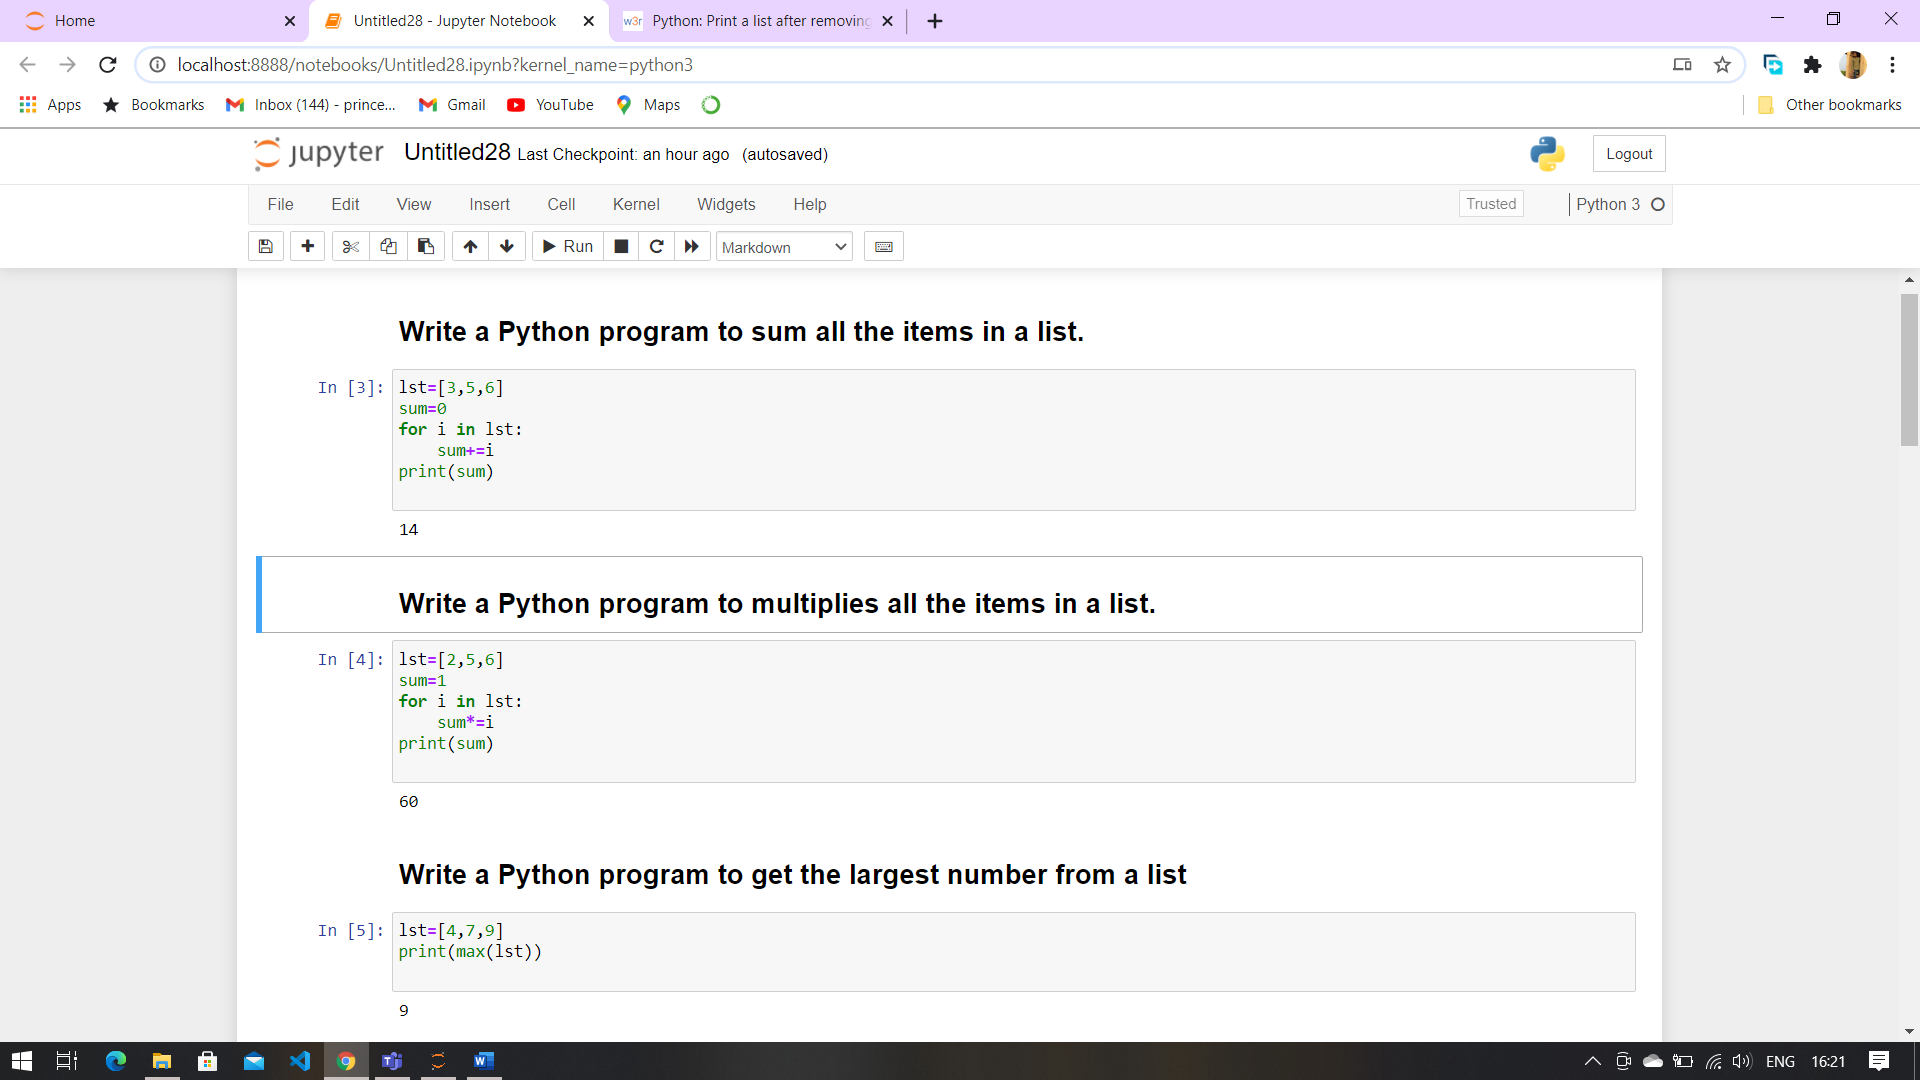 Home
Untitled28 - Jupyter Notebook
w3r Python: Print a list after removing
localhost:8888/notebooks/Untitled28.ipynb?kernel_name=python3
Apps Bookmarks Inbox (144) - prince... Gmail YouTube Maps Other bookmarks
jupyter Untitled28 Last Checkpoint: an hour ago (autosaved) Logout
File Edit View Insert Cell Kernel Widgets Help Trusted Python 3
Run Markdown
Write a Python program to sum all the items in a list.
In [3]: lst=[3,5,6]
sum=0
for i in lst:
    sum+=i
print(sum)
14
Write a Python program to multiplies all the items in a list.
In [4]: lst=[2,5,6]
sum=1
for i in lst:
    sum*=i
print(sum)
60
Write a Python program to get the largest number from a list
In [5]: lst=[4,7,9]
print(max(lst))
9
ENG 16:21